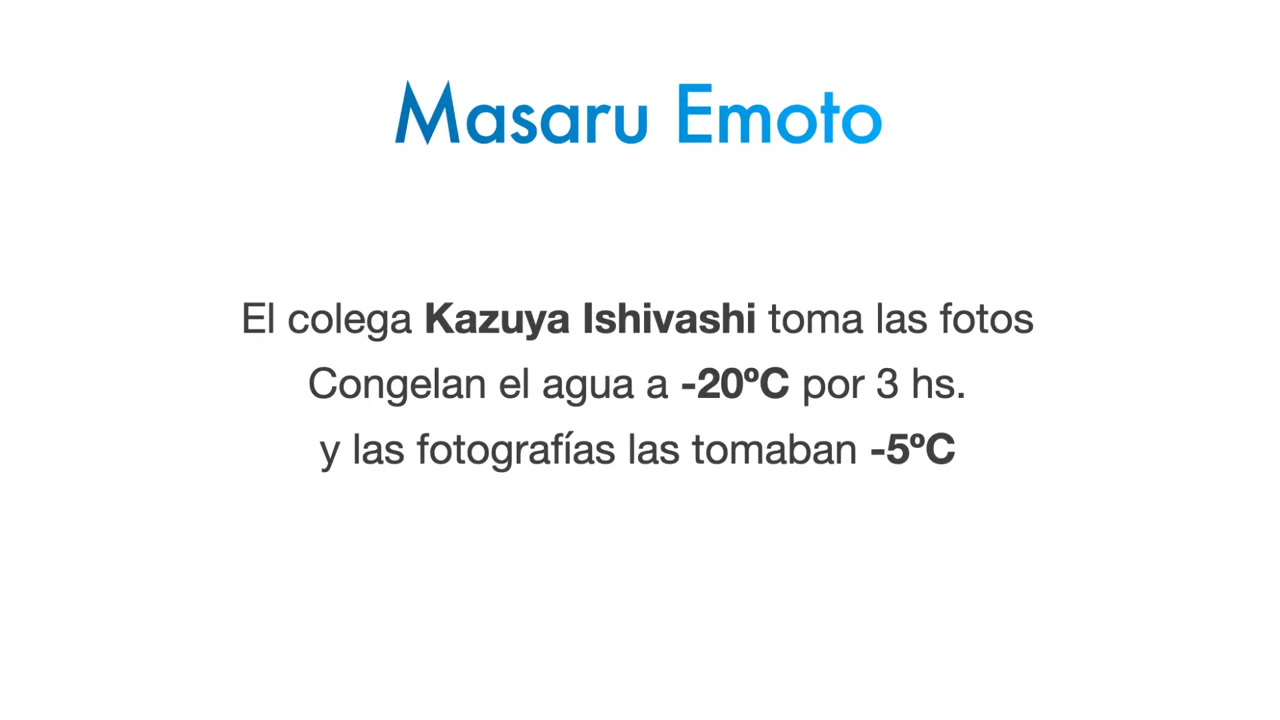 Masaru Emoto
El colega Kazuya Ishivashi toma las fotos
Congelan el agua a -20ºC por 3 hs.
y las fotografías las tomaban -5ºC